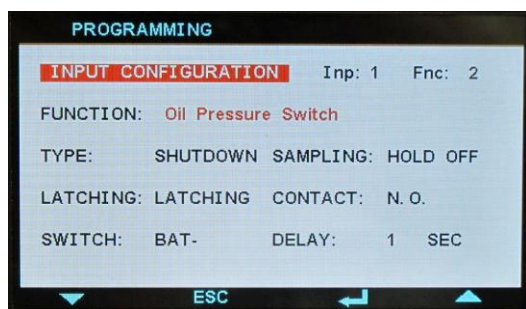 PROGRAMMING
INPUT CONFIGURATION Inp: 1 Fnc: 2
FUNCTION: Oil Pressure Switch
TYPE: SHUTDOWN SAMPLING: HOLD OFF
LATCHING: LATCHING CONTACT: N.O.
SWITCH: BAT- DELAY: 1 SEC
ESC